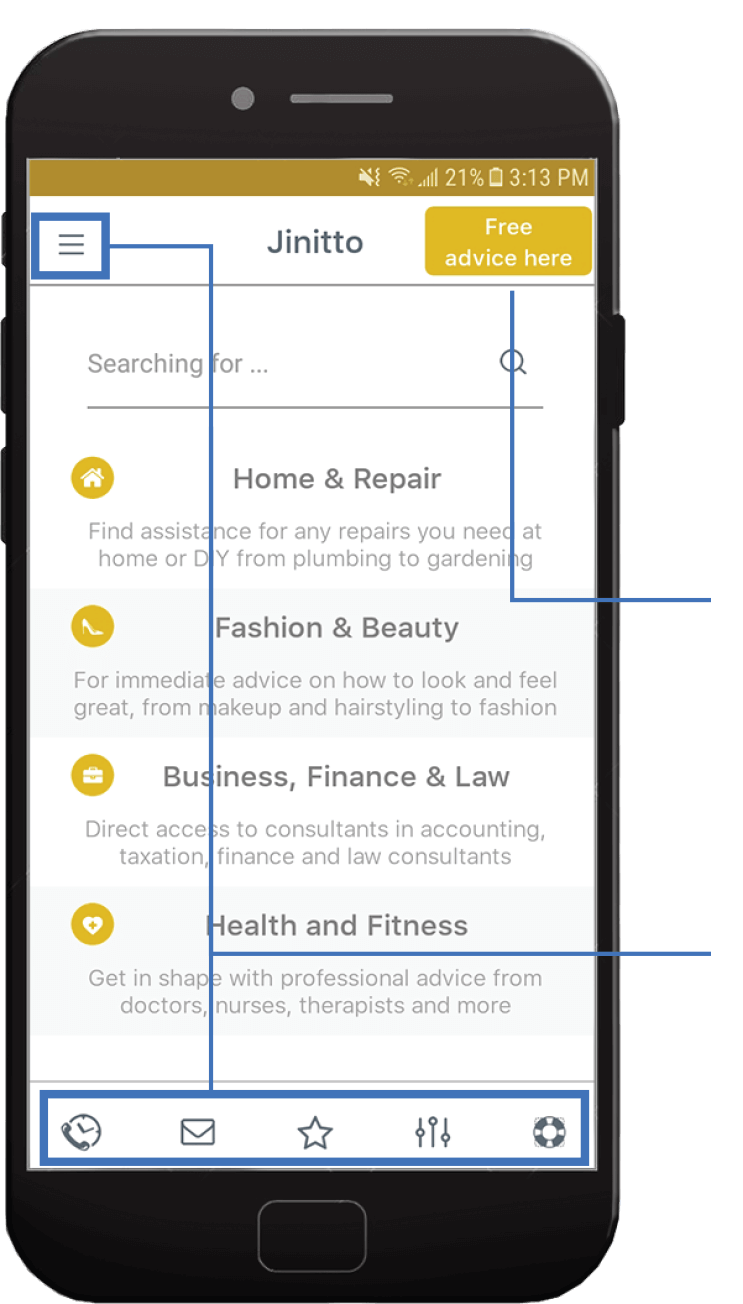 21% 3:13 PM
Jinitto
Free
advice here
Searching for ...
Home & Repair
Find assistance for any repairs you need at
home or DIY from plumbing to gardening
Fashion & Beauty
For immediate advice on how to look and feel
great, from makeup and hairstyling to fashion
Business, Finance & Law
Direct access to consultants in accounting,
taxation, finance and law consultants
Health and Fitness
Get in shape with professional advice from
doctors, nurses, therapists and more